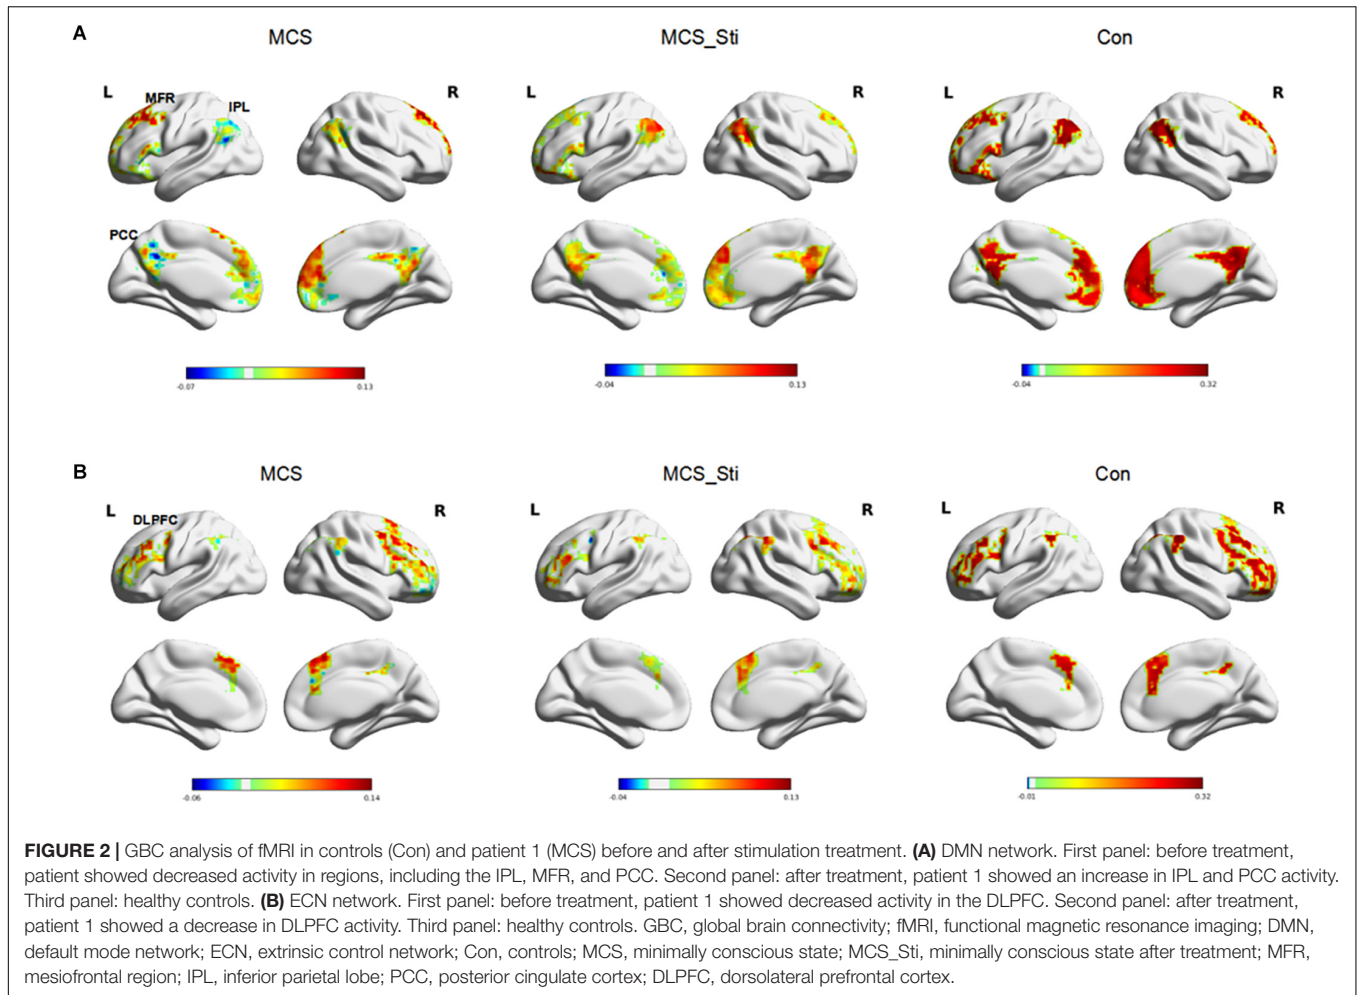 A
MCS
MCS_Sti
Con
L
MFR
IPL
R
L
R
L
R
PCC
-0.07
0.13
-0.04
0.13
-0.04
0.32
B
MCS
MCS_Sti
Con
L
DLPFC
R
L
R
L
R
-0.06
0.14
-0.04
0.13
-0.01
0.32
FIGURE 2 | GBC analysis of fMRI in controls (Con) and patient 1 (MCS) before and after stimulation treatment. (A) DMN network. First panel: before treatment,
patient showed decreased activity in regions, including the IPL, MFR, and PCC. Second panel: after treatment, patient 1 showed an increase in IPL and PCC activity.
Third panel: healthy controls. (B) ECN network. First panel: before treatment, patient 1 showed decreased activity in the DLPFC. Second panel: after treatment,
patient 1 showed a decrease in DLPFC activity. Third panel: healthy controls. GBC, global brain connectivity; fMRI, functional magnetic resonance imaging; DMN,
default mode network; ECN, extrinsic control network; Con, controls; MCS, minimally conscious state; MCS_Sti, minimally conscious state after treatment; MFR,
mesiofrontal region; IPL, inferior parietal lobe; PCC, posterior cingulate cortex; DLPFC, dorsolateral prefrontal cortex.